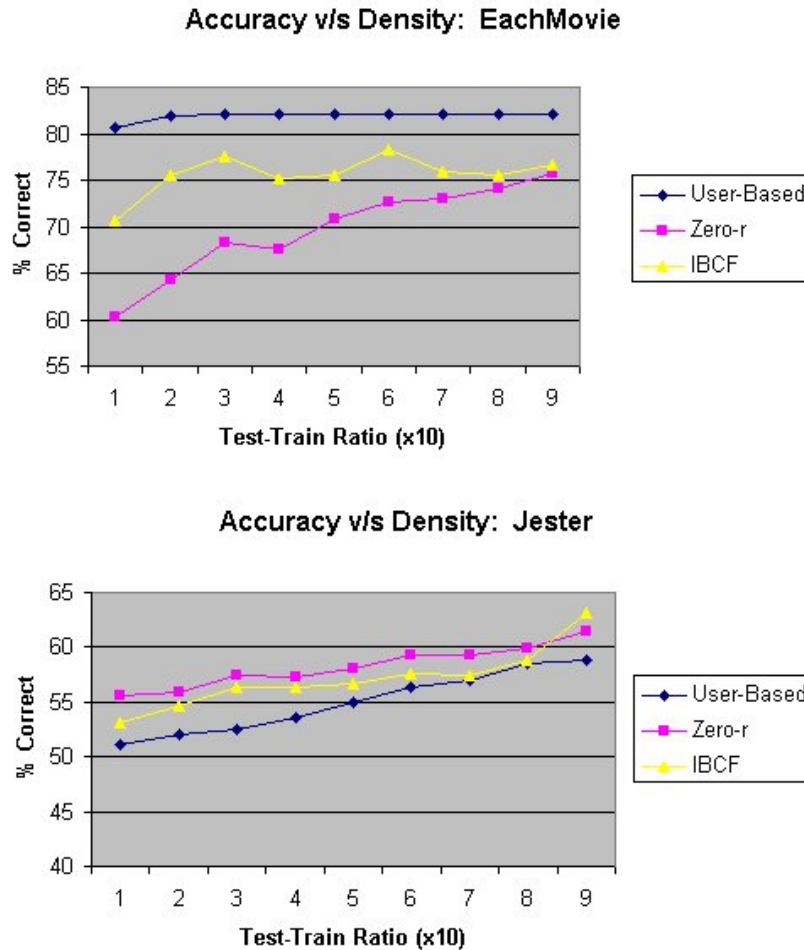 Accuracy v/s Density: EachMovie
85
80
75
70
65
60
55
% Correct
1 2 3 4 5 6 7 8 9
Test-Train Ratio (x10)
User-Based
Zero-r
IBCF
Accuracy v/s Density: Jester
65
60
55
50
45
40
% Correct
1 2 3 4 5 6 7 8 9
Test-Train Ratio (x10)
User-Based
Zero-r
IBCF